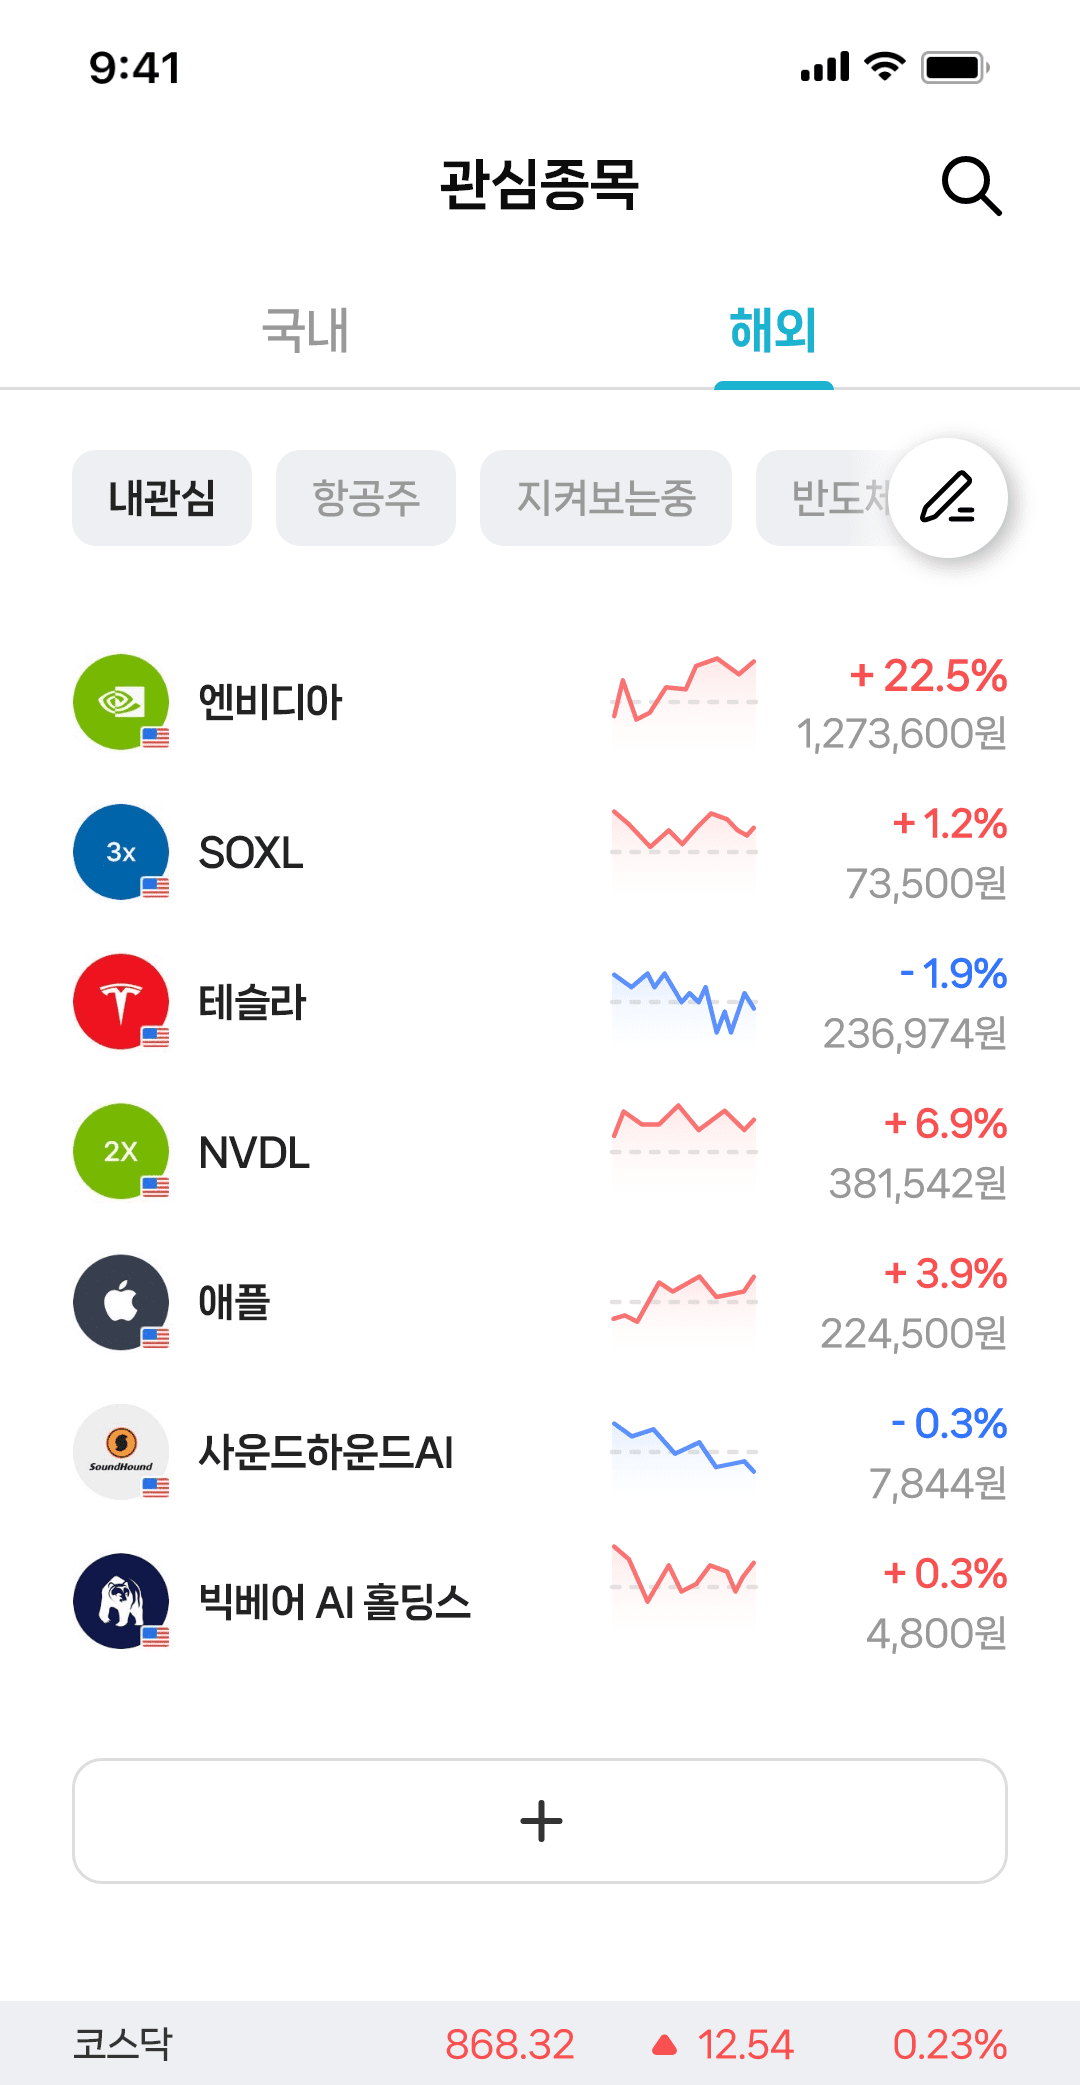 9:41
관심종목
국내 해외
내관심 항공주 지켜보는중 반도체
엔비디아 + 22.5%
1,273,600원
3x SOXL + 1.2%
73,500원
테슬라 - 1.9%
236,974원
2X NVDL + 6.9%
381,542원
애플 + 3.9%
224,500원
SoundHound 사운드하운드AI - 0.3%
7,844원
빅베어 AI 홀딩스 + 0.3%
4,800원
+
코스닥 868.32 ▲ 12.54 0.23%